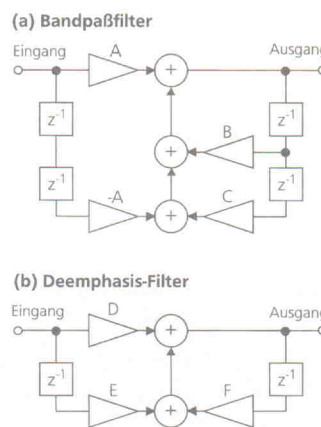 (a) Bandpaßfilter
Eingang A Ausgang
+
z-1 z-1
B
+
z-1 z-1
-A C
+
(b) Deemphasis-Filter
Eingang D Ausgang
+
z-1 z-1
E F
+